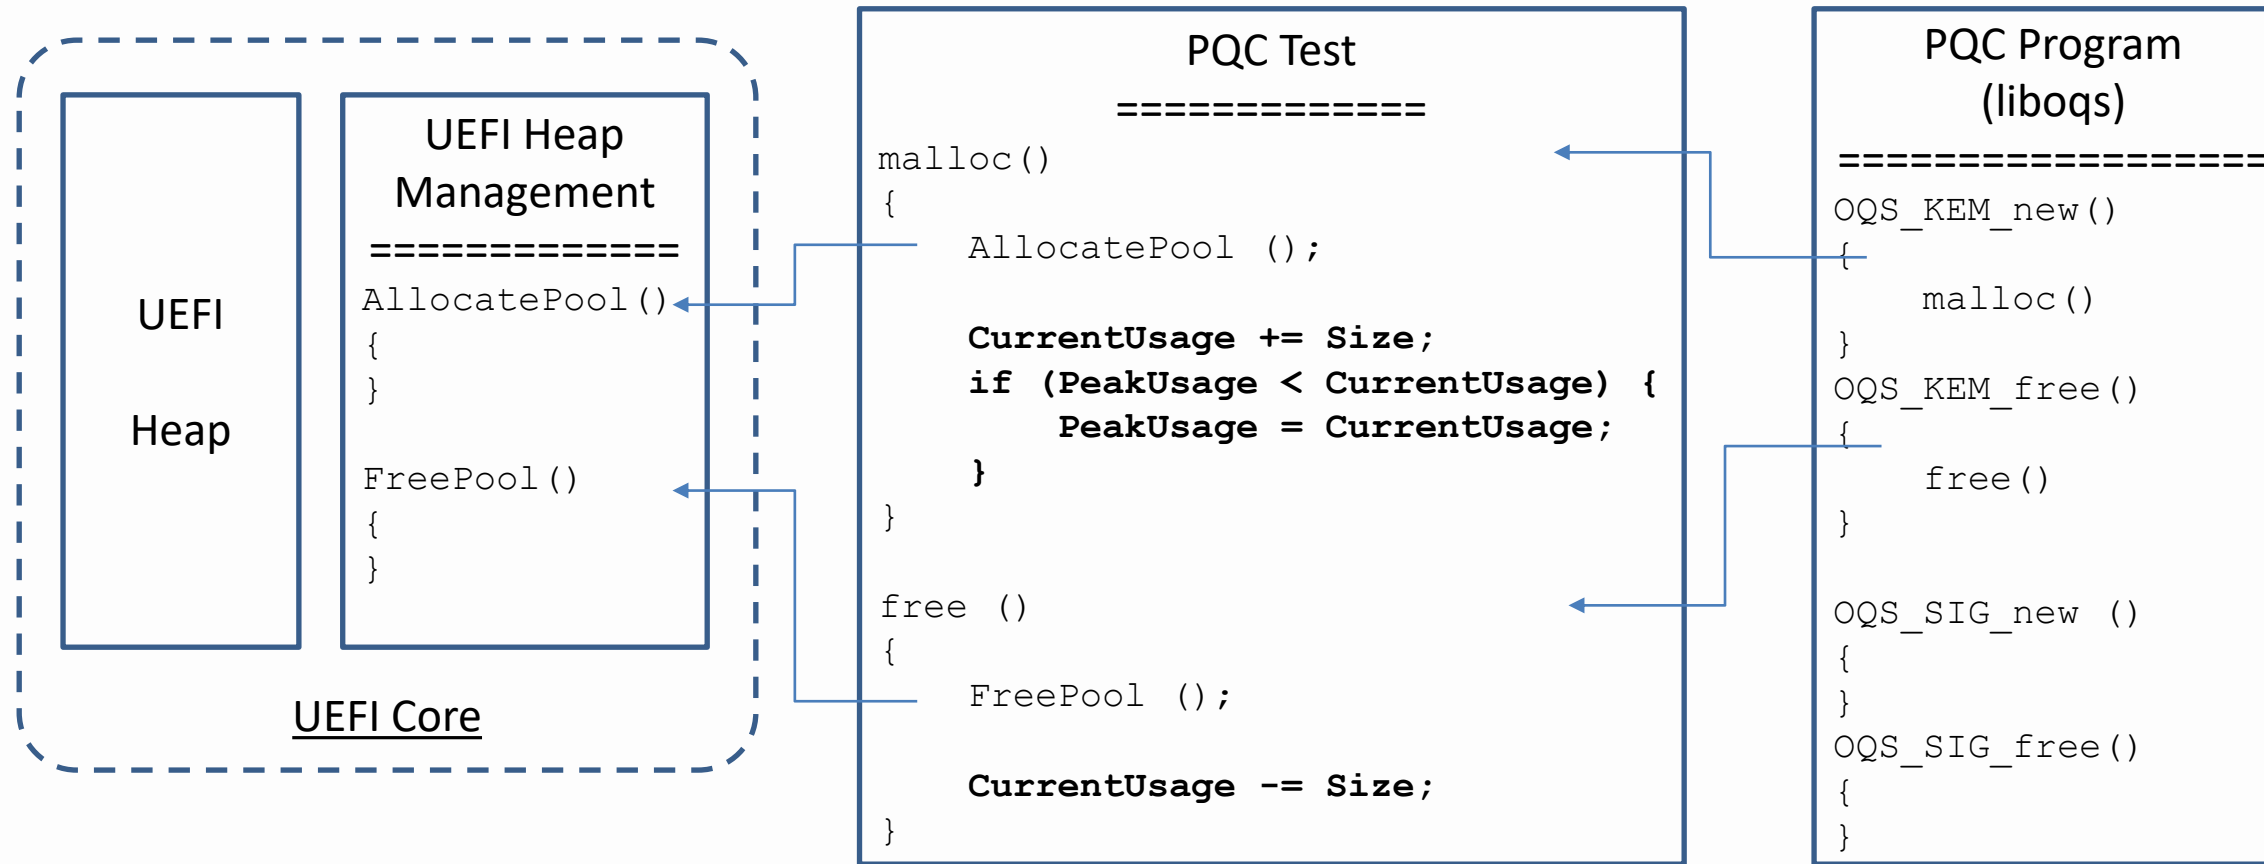 UEFI
Heap
UEFI Heap
Management
=============
AllocatePool()
{
}
FreePool()
{
}
UEFI Core
PQC Test
=============
malloc()
{
AllocatePool ();
CurrentUsage += Size;
if (PeakUsage < CurrentUsage) {
PeakUsage = CurrentUsage;
}
}
free ()
{
FreePool ();
CurrentUsage -= Size;
}
PQC Program
(liboqs)
==================
OQS_KEM_new()
{
malloc()
}
OQS_KEM_free()
{
free()
}
OQS_SIG_new ()
{
}
OQS_SIG_free()
{
}